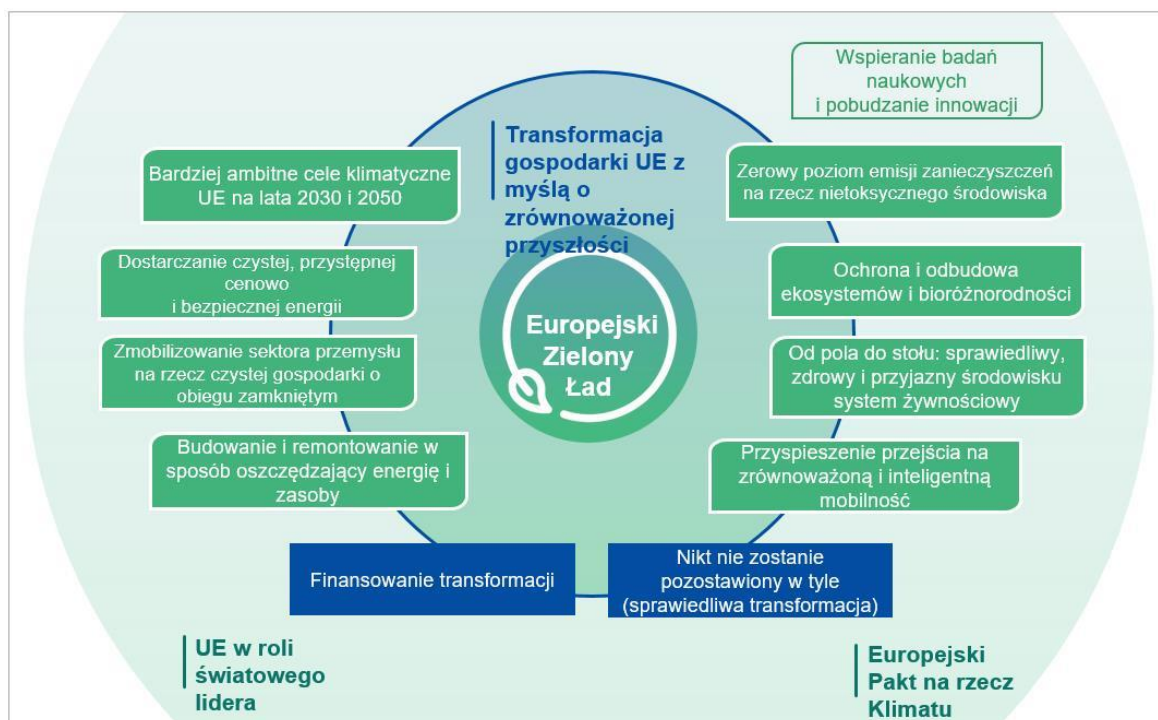 Wspieranie badań
naukowych
i pobudzanie innowacji
Transformacja
gospodarki UE z
myślą o
zrównoważonej
przyszłości
Bardziej ambitne cele klimatyczne
UE na lata 2030 i 2050
Zerowy poziom emisji zanieczyszczeń
na rzecz nietoksycznego środowiska
Dostarczanie czystej, przystępnej
cenowo
i bezpiecznej energii
Ochrona i odbudowa
ekosystemów i bioróżnorodności
Europejski
Zielony
Ład
Zmobilizowanie sektora przemysłu
na rzecz czystej gospodarki o
obiegu zamkniętym
Od pola do stołu: sprawiedliwy,
zdrowy i przyjazny środowisku
system żywnościowy
Budowanie i remontowanie w
sposób oszczędzający energię i
zasoby
Przyspieszenie przejścia na
zrównoważoną i inteligentną
mobilność
Finansowanie transformacji
Nikt nie zostanie
pozostawiony w tyle
(sprawiedliwa transformacja)
UE w roli
światowego
lidera
Europejski
Pakt na rzecz
Klimatu